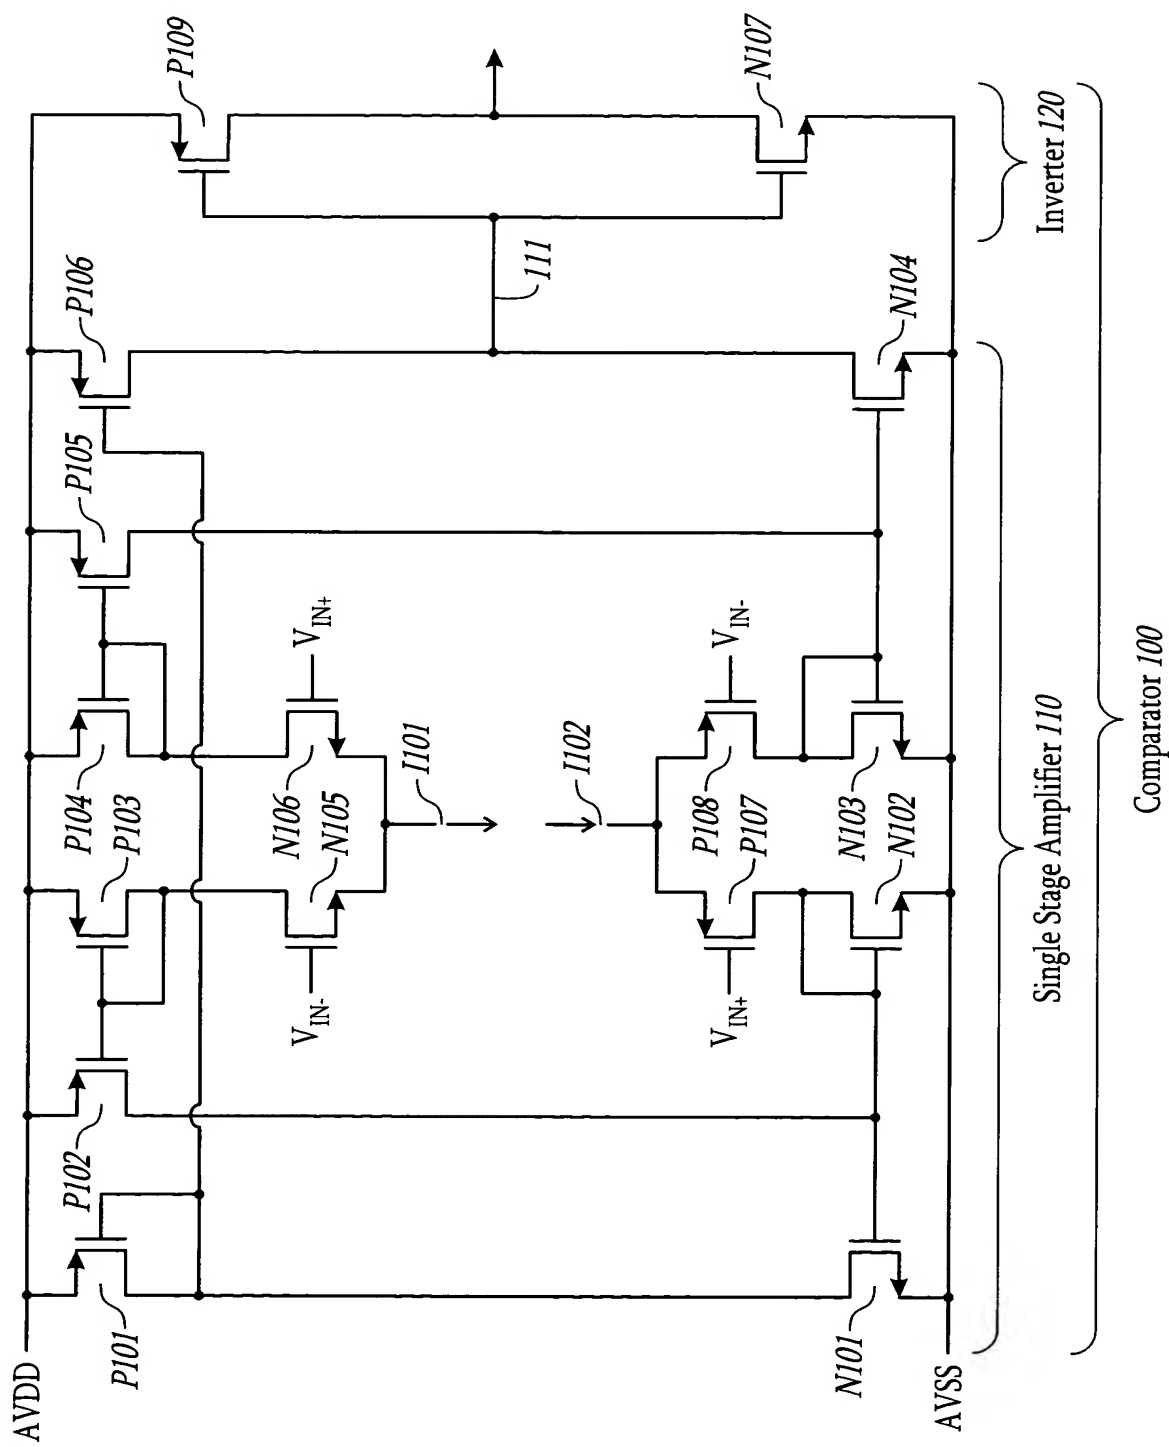 AVDD
P101
P102
P103
P104
P105
P106
P109
V_IN-
N105
N106
V_IN+
I101
I102
111
V_IN+
P107
P108
V_IN-
N101
N102
N103
N104
N107
AVSS
Single Stage Amplifier 110
Inverter 120
Comparator 100